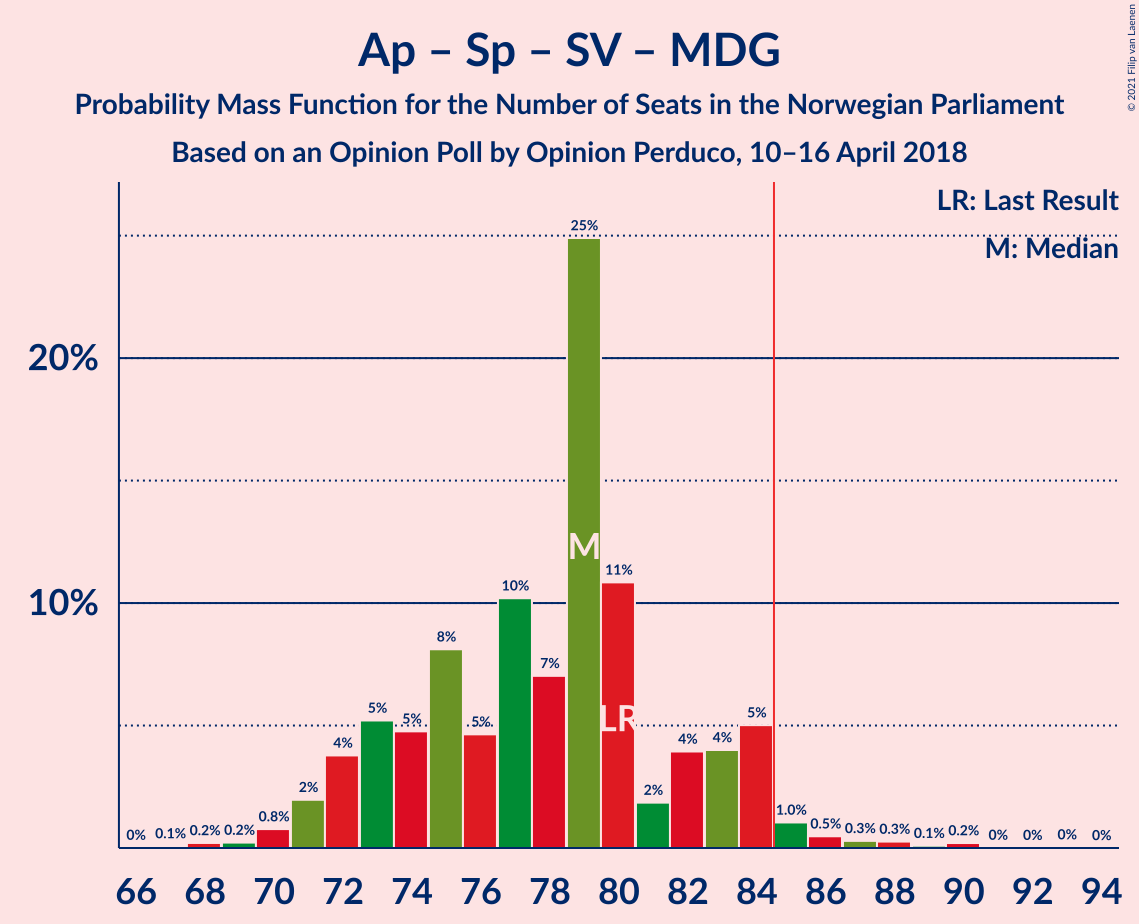 Ap – Sp – SV – MDG
Probability Mass Function for the Number of Seats in the Norwegian Parliament
Based on an Opinion Poll by Opinion Perduco, 10–16 April 2018
© 2021 Filip van Laenen
LR: Last Result
M: Median
20%
10%
0% 0.1% 0.2% 0.2% 0.8% 2% 4% 5% 5% 8% 5% 10% 7% 25% 11% 2% 4% 4% 5% 1.0% 0.5% 0.3% 0.3% 0.1% 0.2% 0% 0% 0% 0%
M
LR
66 68 70 72 74 76 78 80 82 84 86 88 90 92 94